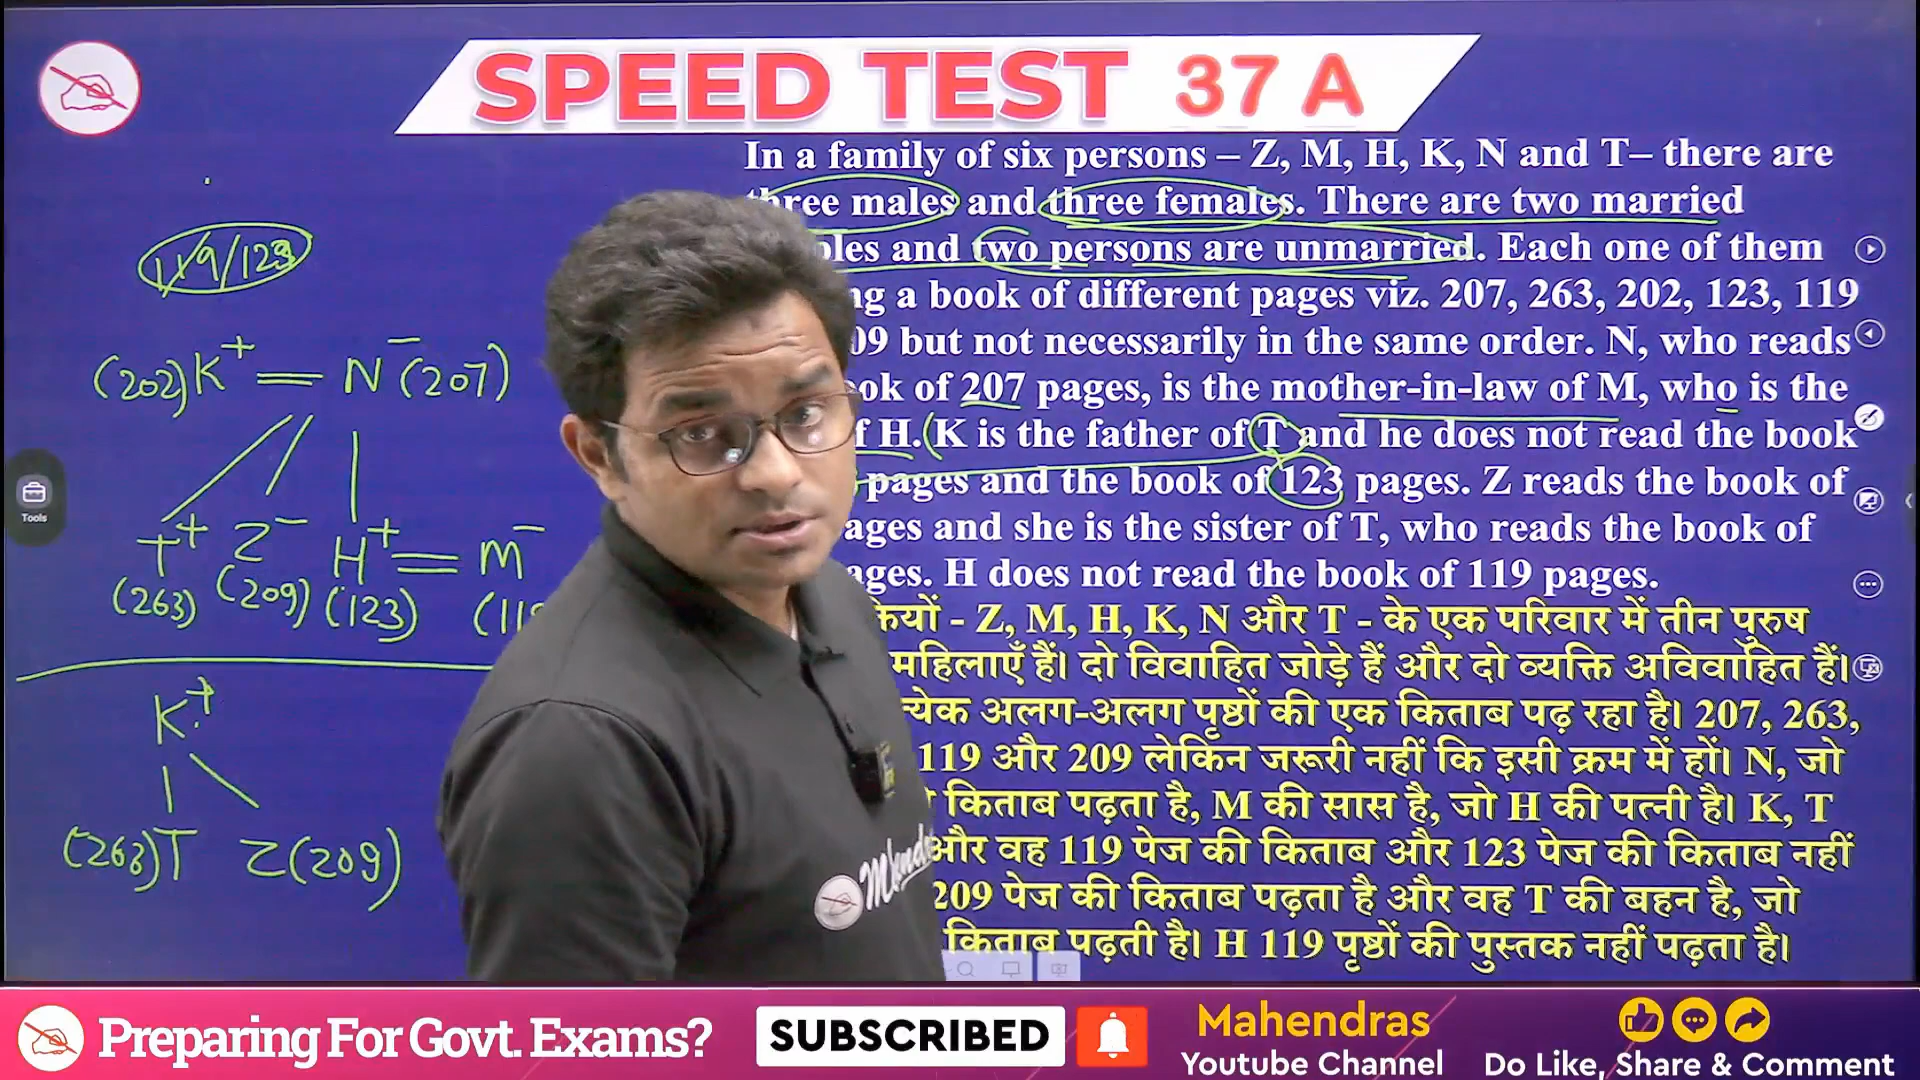 SPEED TEST 37 A
In a family of six persons – Z, M, H, K, N and T– there are
three males and three females. There are two married
ples and two persons are unmarried. Each one of them
ng a book of different pages viz. 207, 263, 202, 123, 119
09 but not necessarily in the same order. N, who reads
ok of 207 pages, is the mother-in-law of M, who is the
f H. K is the father of T and he does not read the book
pages and the book of 123 pages. Z reads the book of
ages and she is the sister of T, who reads the book of
ages. H does not read the book of 119 pages.
क्तियों - Z, M, H, K, N और T - के एक परिवार में तीन पुरुष
महिलाएँ हैं। दो विवाहित जोड़े हैं और दो व्यक्ति अविवाहित हैं।
त्येक अलग-अलग पृष्ठों की एक किताब पढ़ रहा है। 207, 263,
119 और 209 लेकिन जरूरी नहीं कि इसी क्रम में हों। N, जो
किताब पढ़ता है, M की सास है, जो H की पत्नी है। K, T
और वह 119 पेज की किताब और 123 पेज की किताब नहीं
209 पेज की किताब पढ़ता है और वह T की बहन है, जो
किताब पढ़ती है। H 119 पृष्ठों की पुस्तक नहीं पढ़ता है।
119/123
(202)K+ = N−(207)
T+ Z− H+ = M−
(263) (209) (123) (11
K+
(263)T Z(209)
Tools
Preparing For Govt. Exams?
SUBSCRIBED
Mahendras
Youtube Channel
Do Like, Share & Comment